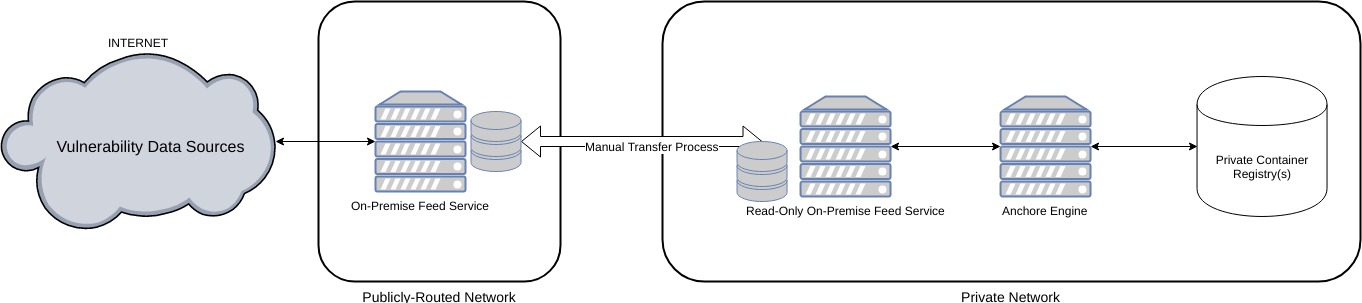 INTERNET
Vulnerability Data Sources
On-Premise Feed Service
Publicly-Routed Network
Manual Transfer Process
Read-Only On-Premise Feed Service
Anchore Engine
Private Container
Registry(s)
Private Network